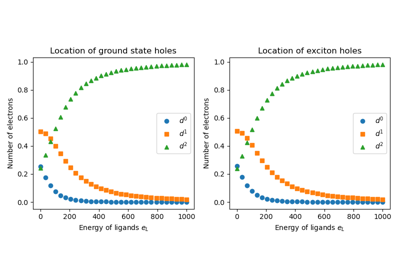 Location of ground state holes
Number of electrons
1.0
0.8
0.6
0.4
0.2
0.0
d⁰
d¹
d²
0 200 400 600 800 1000
Energy of ligands e_L
Location of exciton holes
Number of electrons
1.0
0.8
0.6
0.4
0.2
0.0
d⁰
d¹
d²
0 200 400 600 800 1000
Energy of ligands e_L